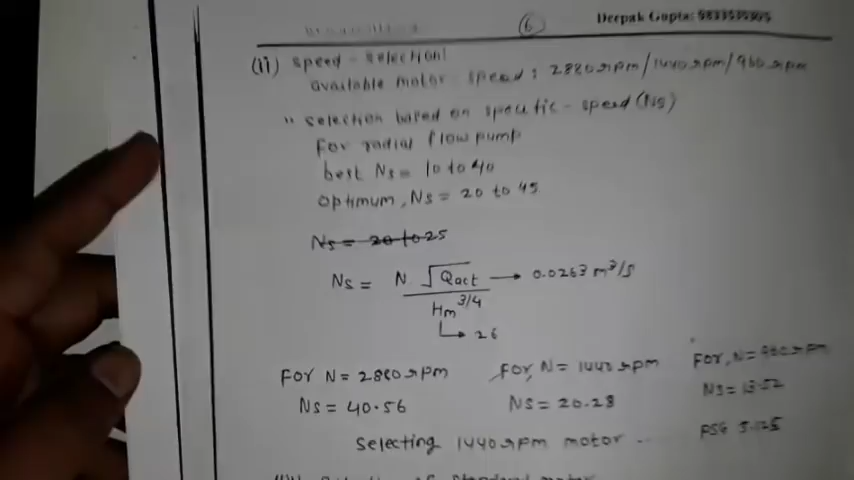 6
Deepak Gupta:
(ii) speed - selection!
available motor - speed : 2880 rpm / 1440 rpm / 960 rpm
" selection based on specific - speed (Ns)
For radial flow pump
best Ns = 10 to 40
optimum, Ns = 20 to 45
Ns = 20 to 25
Ns = N √Qact → 0.0263 m³/s
Hm 3/4
↳ 26
For N = 2880 rpm For, N = 1440 rpm For, N = 960 rpm
Ns = 40.56 Ns = 20.28 Ns = 13.52
selecting 1440 rpm motor .. PSG 5.125